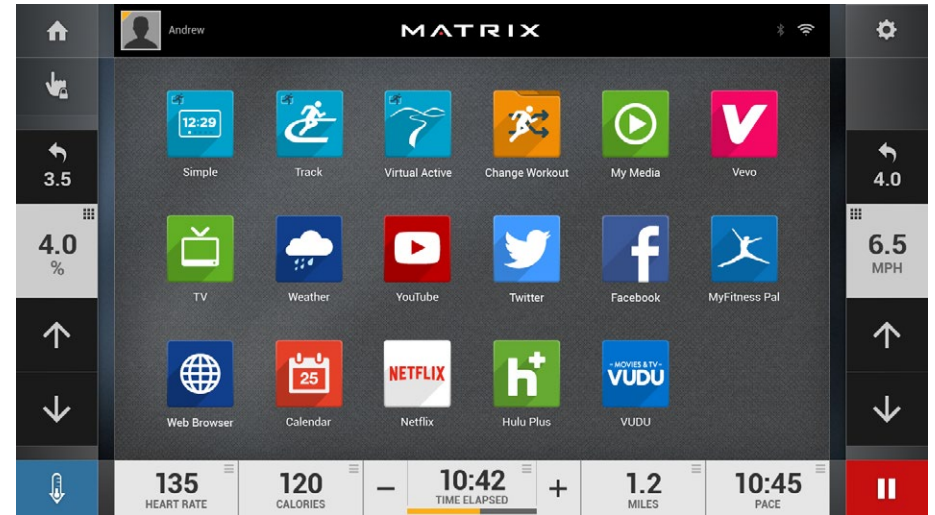 Andrew
MATRIX
3.5
4.0
%
12:29
Simple
Track
Virtual Active
Change Workout
My Media
V
Vevo
TV
Weather
YouTube
Twitter
f
Facebook
MyFitness Pal
Web Browser
25
Calendar
NETFLIX
Netflix
h+
Hulu Plus
MOVIES & TV
VUDU
VUDU
4.0
6.5
MPH
135
HEART RATE
120
CALORIES
−
10:42
TIME ELAPSED
+
1.2
MILES
10:45
PACE